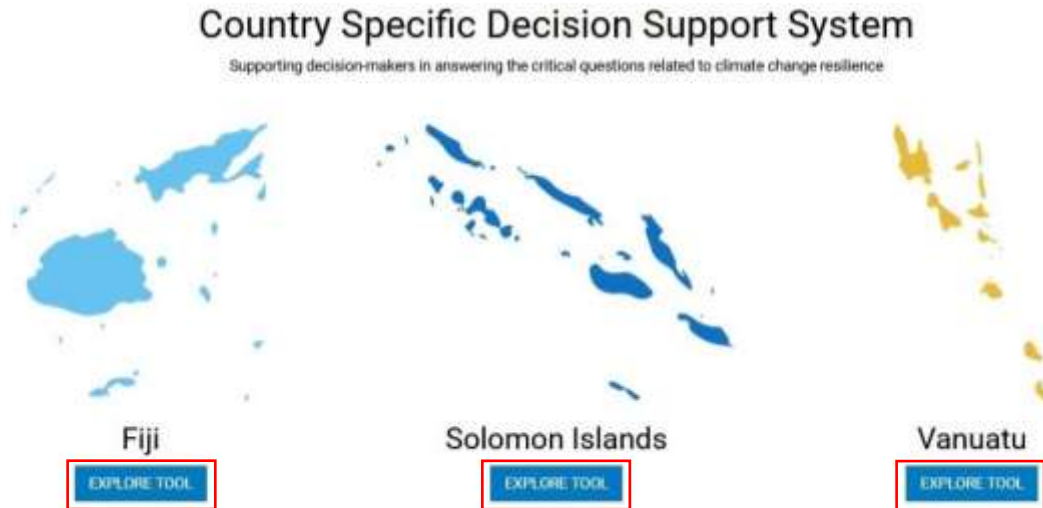 Country Specific Decision Support System
Supporting decision-makers in answering the critical questions related to climate change resilience
Fiji
Solomon Islands
Vanuatu
EXPLORE TOOL
EXPLORE TOOL
EXPLORE TOOL